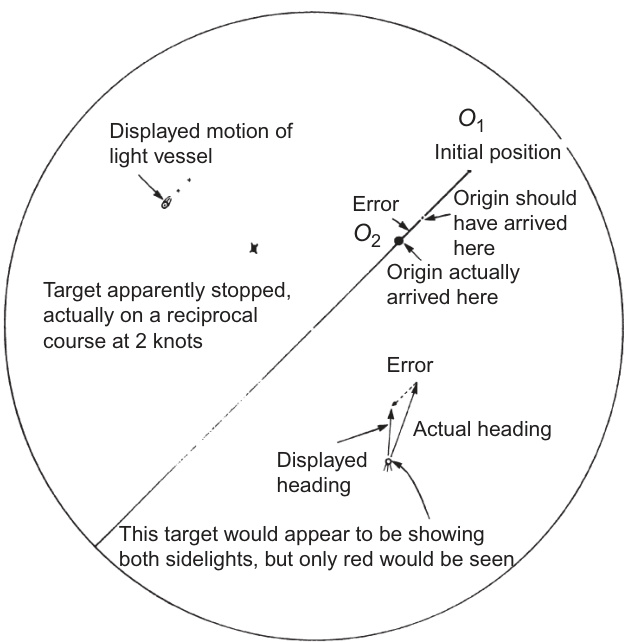 O1
Initial position
Displayed motion of
light vessel
Error
Origin should
have arrived
here
O2
Origin actually
arrived here
Target apparently stopped,
actually on a reciprocal
course at 2 knots
Error
Actual heading
Displayed
heading
This target would appear to be showing
both sidelights, but only red would be seen